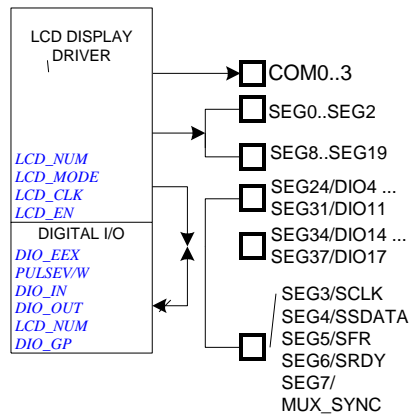 LCD DISPLAY
DRIVER
LCD_NUM
LCD_MODE
LCD_CLK
LCD_EN
DIGITAL I/O
DIO_EEX
PULSEV/W
DIO_IN
DIO_OUT
LCD_NUM
DIO_GP
COM0..3
SEG0..SEG2
SEG8..SEG19
SEG24/DIO4 ...
SEG31/DIO11
SEG34/DIO14 ...
SEG37/DIO17
SEG3/SCLK
SEG4/SSDATA
SEG5/SFR
SEG6/SRDY
SEG7/
MUX_SYNC